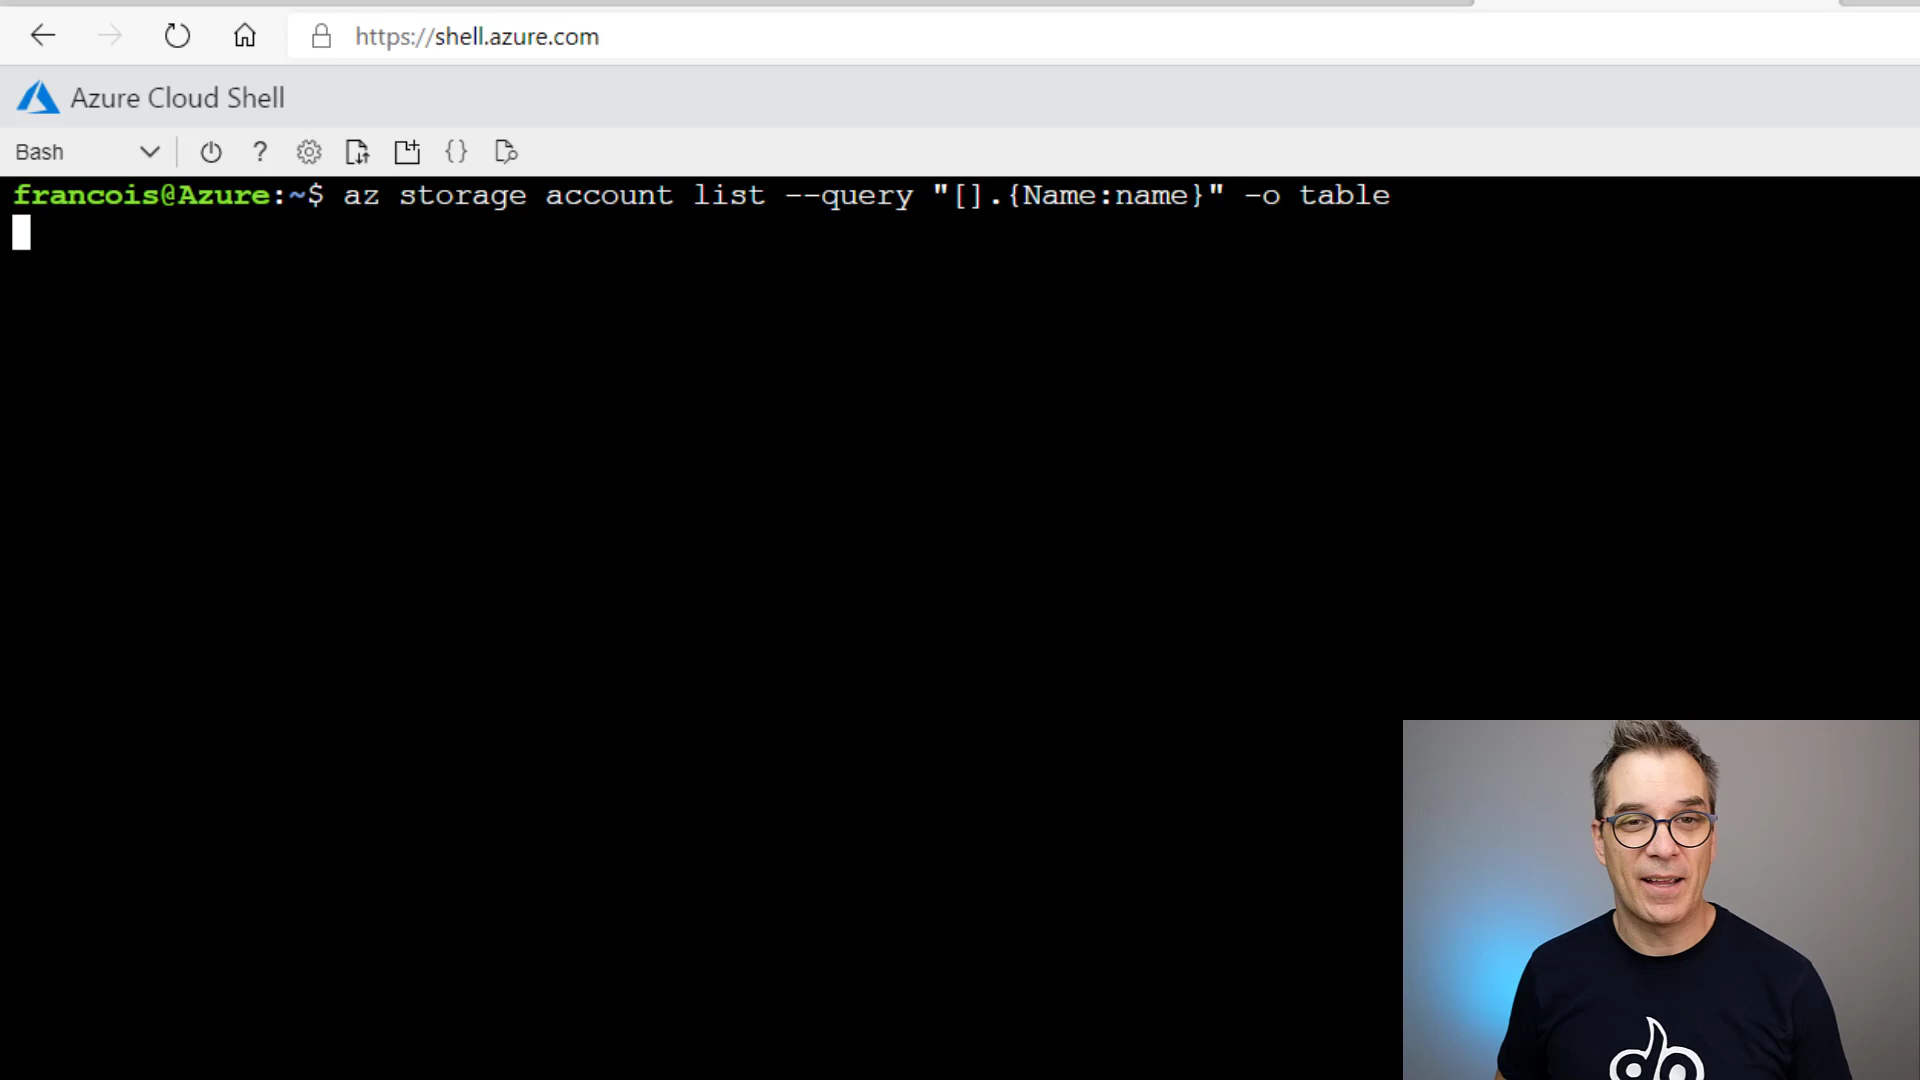 https://shell.azure.com
Azure Cloud Shell
Bash
francois@Azure:~$ az storage account list --query "[].{Name:name}" -o table